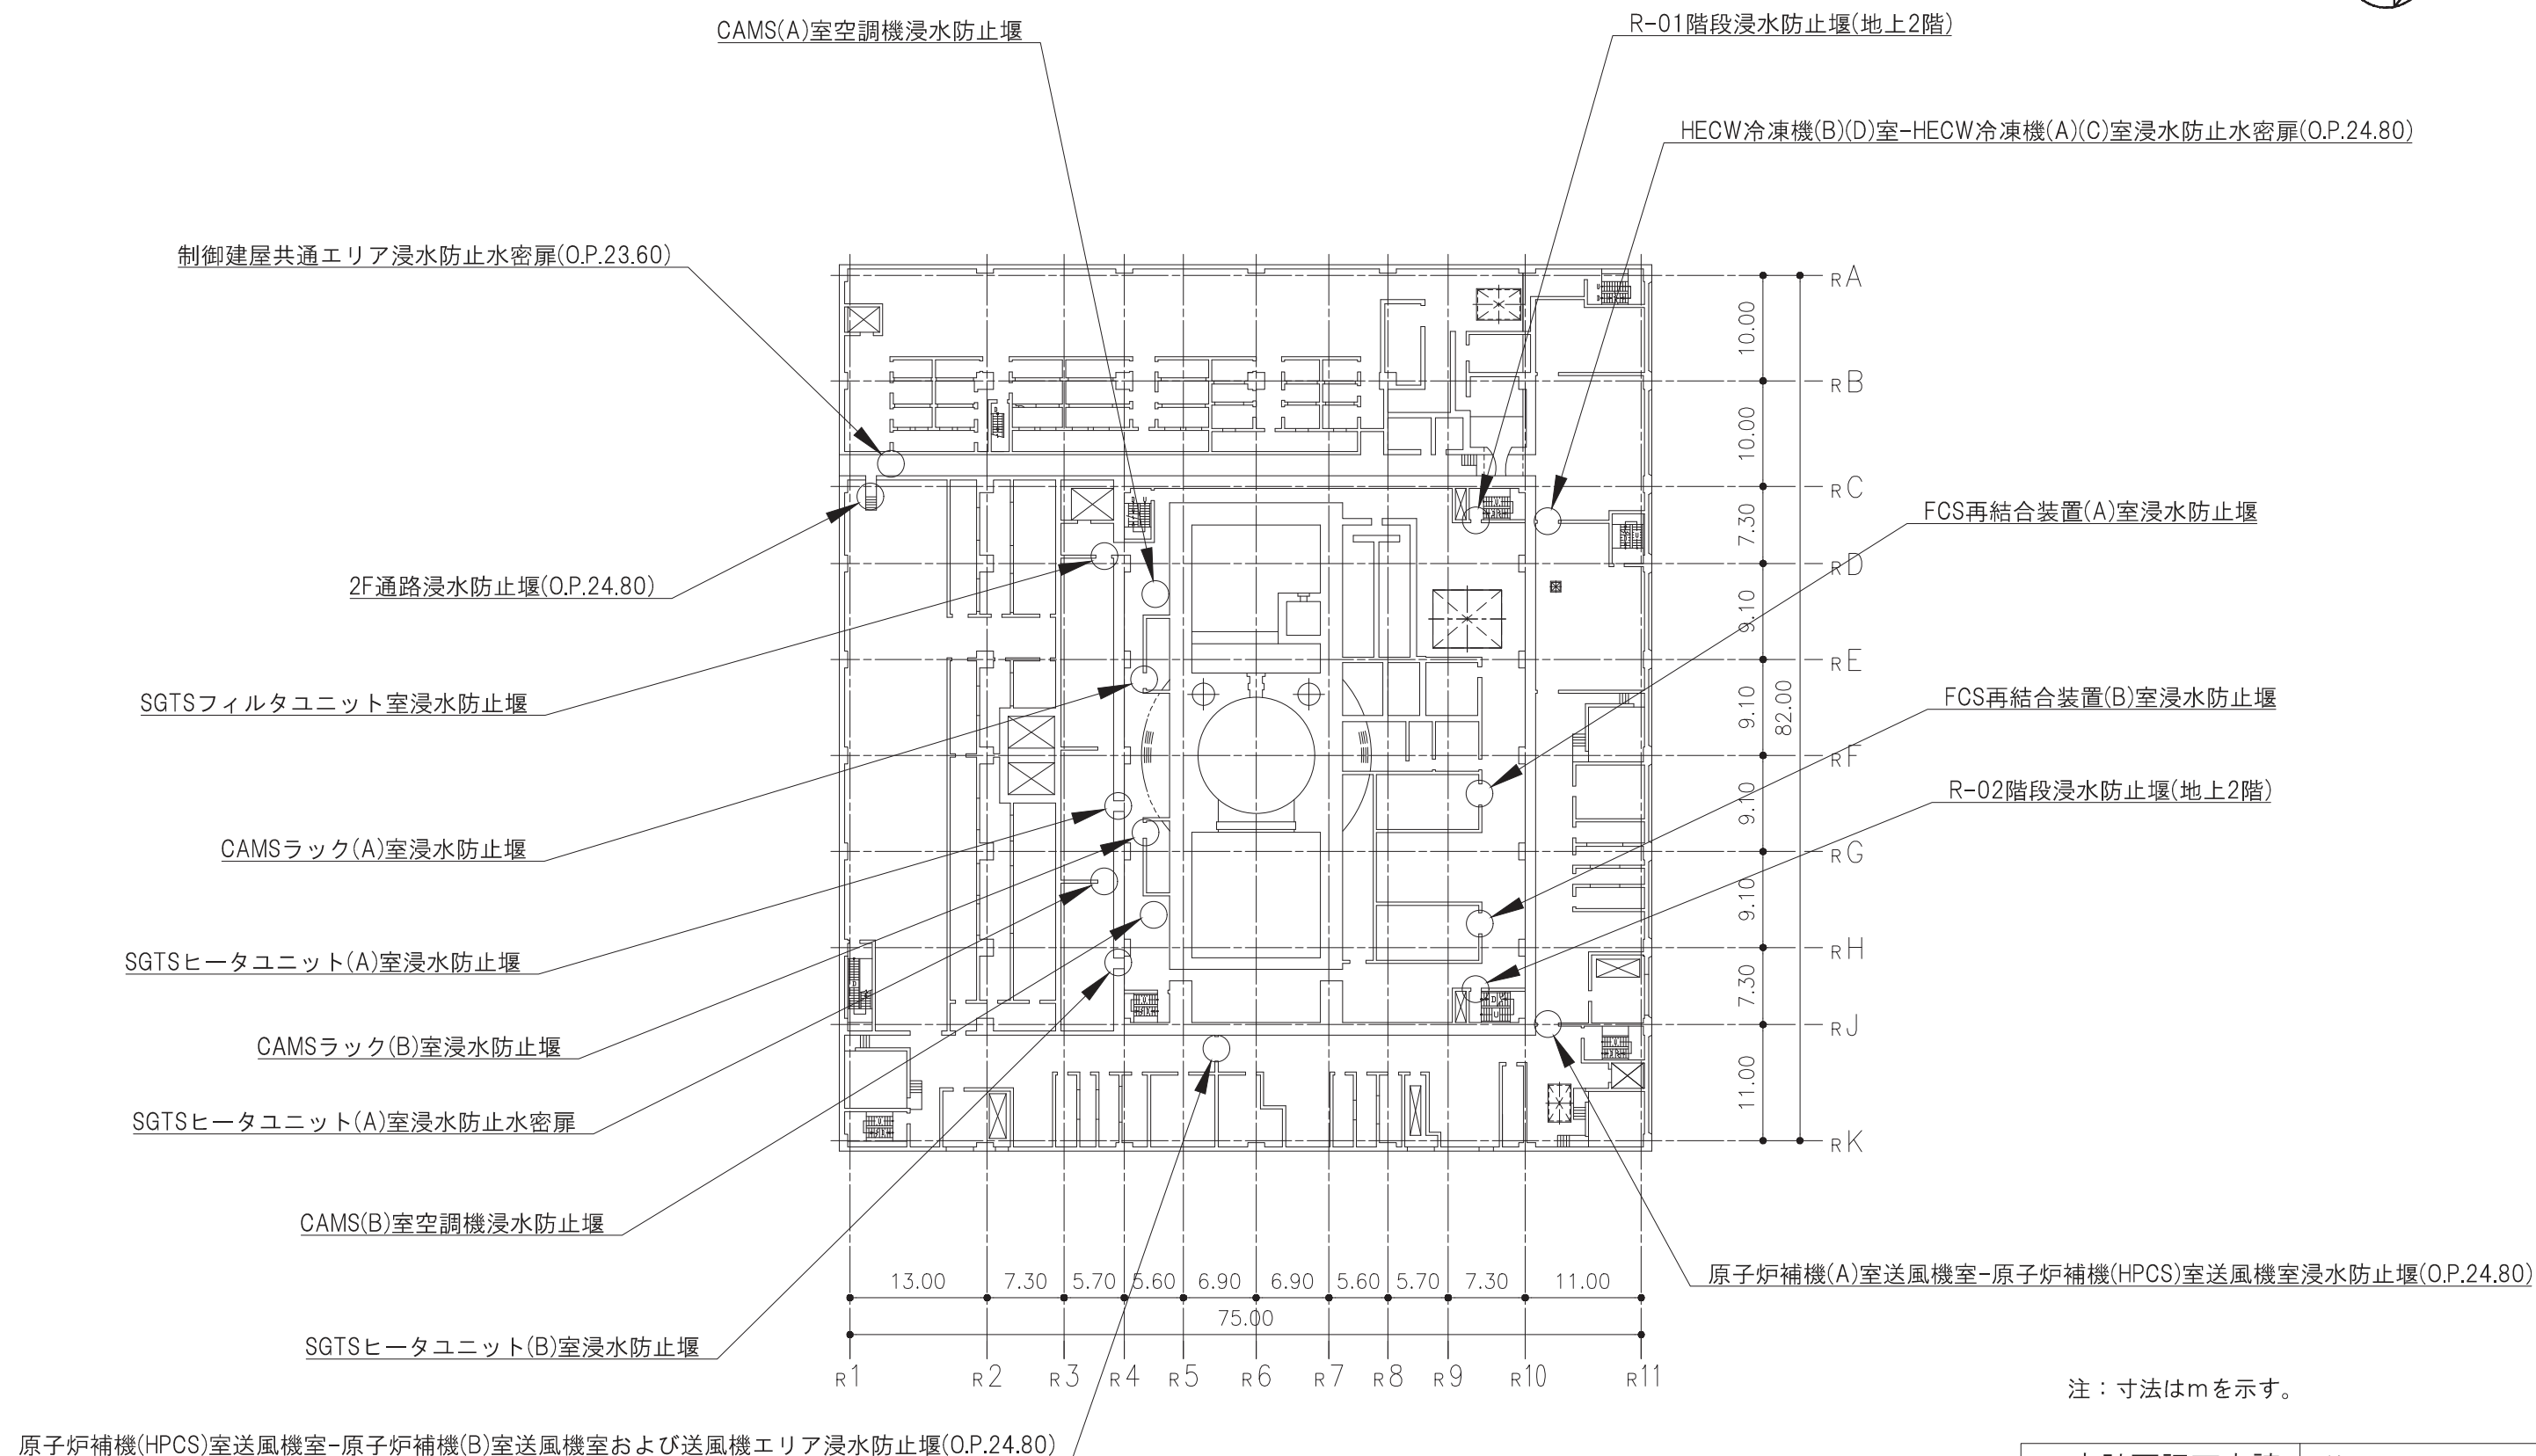 CAMS(A)室空調機浸水防止堰
R-01階段浸水防止堰(地上2階)
HECW冷凍機(B)(D)室-HECW冷凍機(A)(C)室浸水防止水密扉(O.P.24.80)
制御建屋共通エリア浸水防止水密扉(O.P.23.60)
2F通路浸水防止堰(O.P.24.80)
FCS再結合装置(A)室浸水防止堰
SGTSフィルタユニット室浸水防止堰
FCS再結合装置(B)室浸水防止堰
R-02階段浸水防止堰(地上2階)
CAMSラック(A)室浸水防止堰
SGTSヒータユニット(A)室浸水防止堰
CAMSラック(B)室浸水防止堰
SGTSヒータユニット(A)室浸水防止水密扉
CAMS(B)室空調機浸水防止堰
原子炉補機(A)室送風機室-原子炉補機(HPCS)室送風機室浸水防止堰(O.P.24.80)
SGTSヒータユニット(B)室浸水防止堰
原子炉補機(HPCS)室送風機室-原子炉補機(B)室送風機室および送風機エリア浸水防止堰(O.P.24.80)
RA
RB
RC
RD
RE
RF
RG
RH
RJ
RK
10.00
10.00
7.30
9.10
9.10
9.10
9.10
7.30
11.00
82.00
13.00 7.30 5.70 5.60 6.90 6.90 5.60 5.70 7.30 11.00
75.00
R1 R2 R3 R4 R5 R6 R7 R8 R9 R10 R11
注：寸法はmを示す。